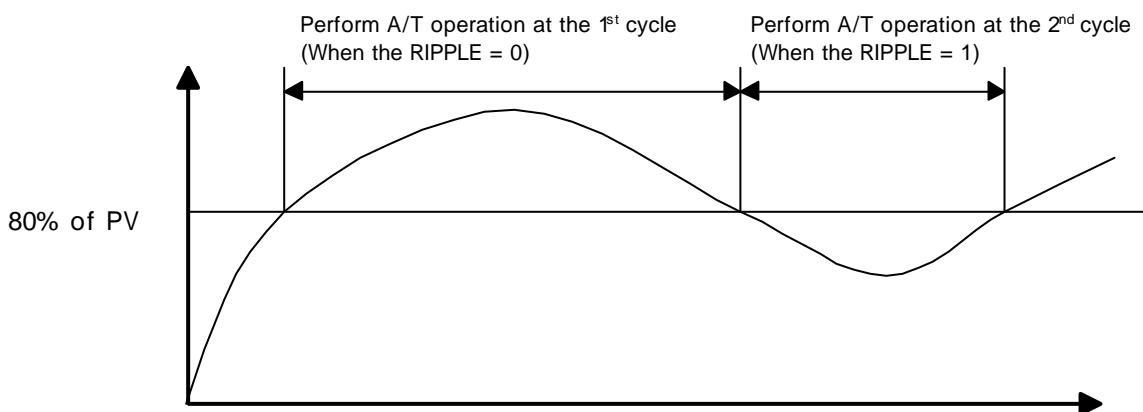 Perform A/T operation at the 1st cycle
(When the RIPPLE = 0)
Perform A/T operation at the 2nd cycle
(When the RIPPLE = 1)
80% of PV